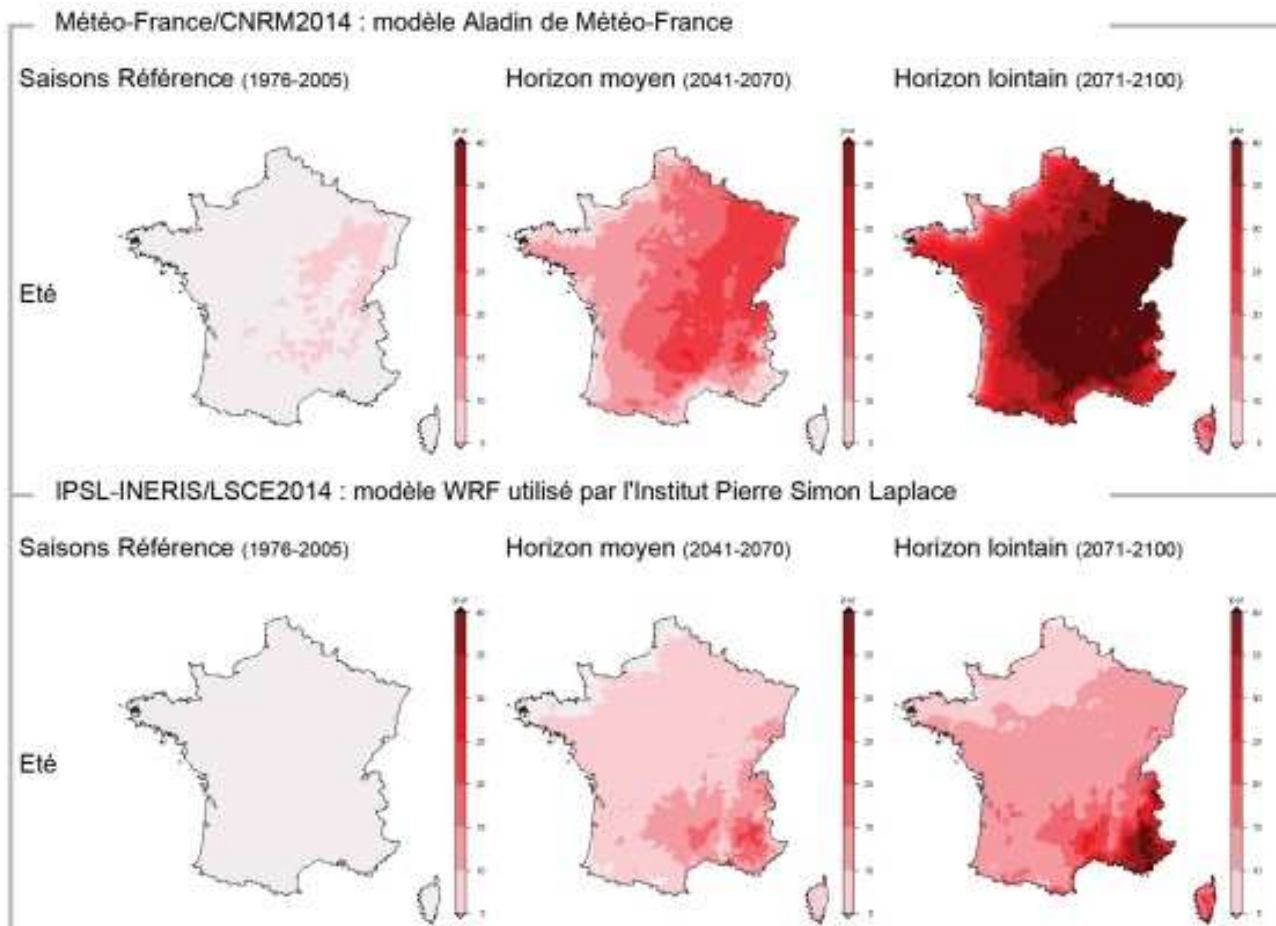 Météo-France/CNRM2014 : modèle Aladin de Météo-France
Saisons Référence (1976-2005) Horizon moyen (2041-2070) Horizon lointain (2071-2100)
Eté
IPSL-INERIS/LSCE2014 : modèle WRF utilisé par l'Institut Pierre Simon Laplace
Saisons Référence (1976-2005) Horizon moyen (2041-2070) Horizon lointain (2071-2100)
Eté